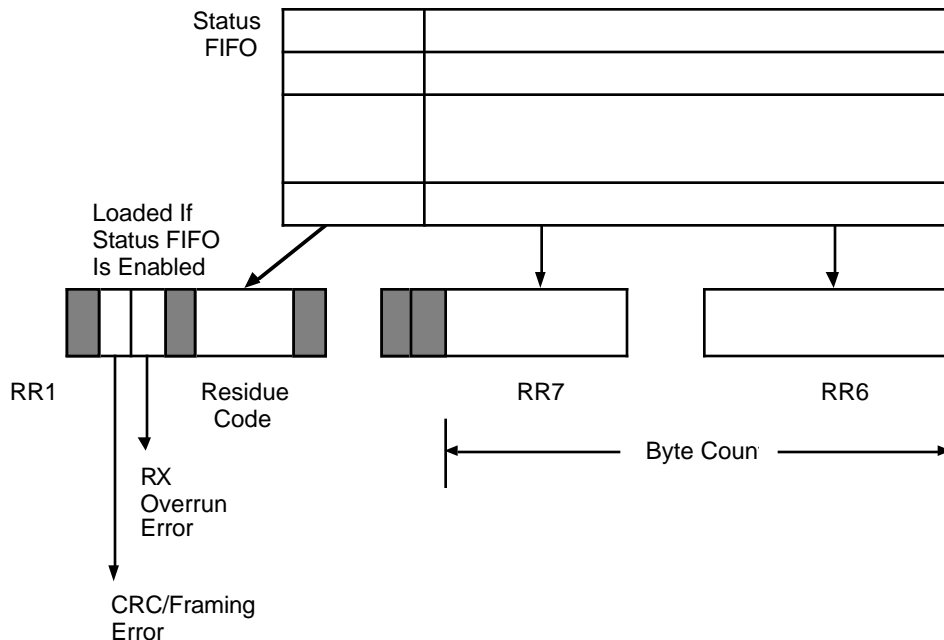 Status
FIFO
Loaded If
Status FIFO
Is Enabled
RR1
Residue
Code
RR7
RR6
Byte Coun
RX
Overrun
Error
CRC/Framing
Error